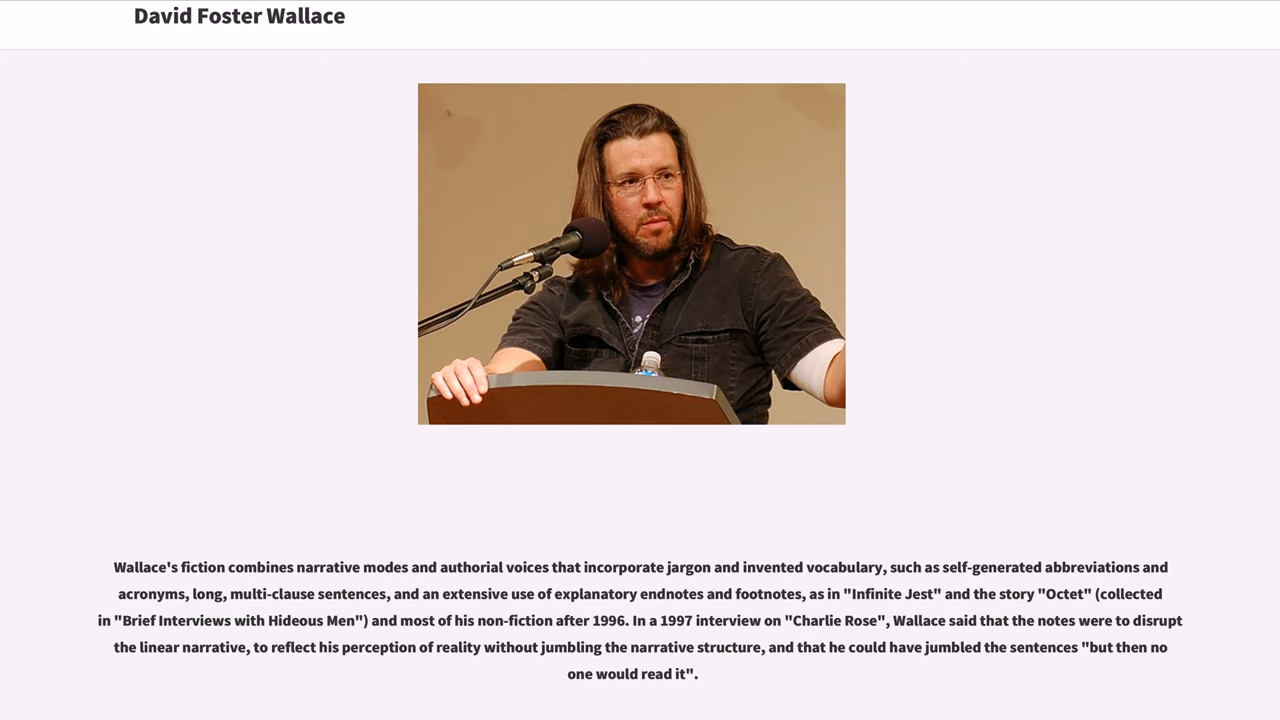 David Foster Wallace
Wallace's fiction combines narrative modes and authorial voices that incorporate jargon and invented vocabulary, such as self-generated abbreviations and
acronyms, long, multi-clause sentences, and an extensive use of explanatory endnotes and footnotes, as in "Infinite Jest" and the story "Octet" (collected
in "Brief Interviews with Hideous Men") and most of his non-fiction after 1996. In a 1997 interview on "Charlie Rose", Wallace said that the notes were to disrupt
the linear narrative, to reflect his perception of reality without jumbling the narrative structure, and that he could have jumbled the sentences "but then no
one would read it".